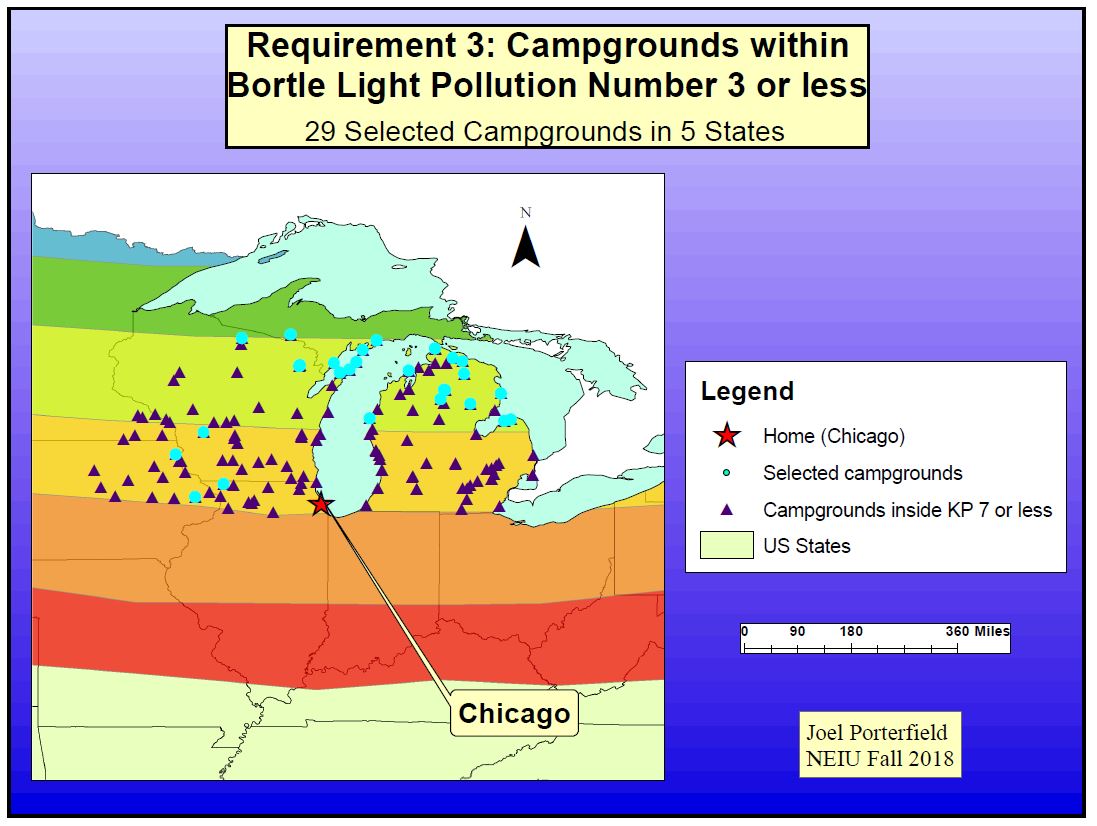 Requirement 3: Campgrounds within
Bortle Light Pollution Number 3 or less
29 Selected Campgrounds in 5 States
N
Legend
Home (Chicago)
Selected campgrounds
Campgrounds inside KP 7 or less
US States
0 90 180 360 Miles
Chicago
Joel Porterfield
NEIU Fall 2018